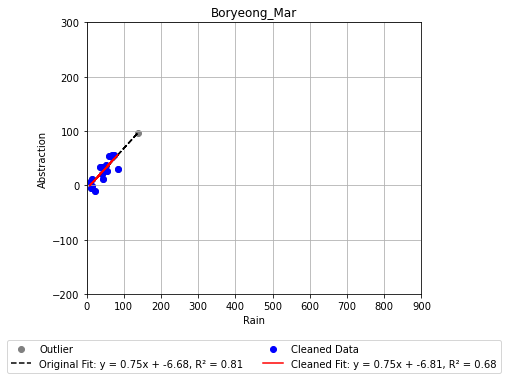 Boryeong_Mar
300
200
100
0
−100
−200
Abstraction
0 100 200 300 400 500 600 700 800 900
Rain
Outlier
Cleaned Data
Original Fit: y = 0.75x + -6.68, R² = 0.81
Cleaned Fit: y = 0.75x + -6.81, R² = 0.68